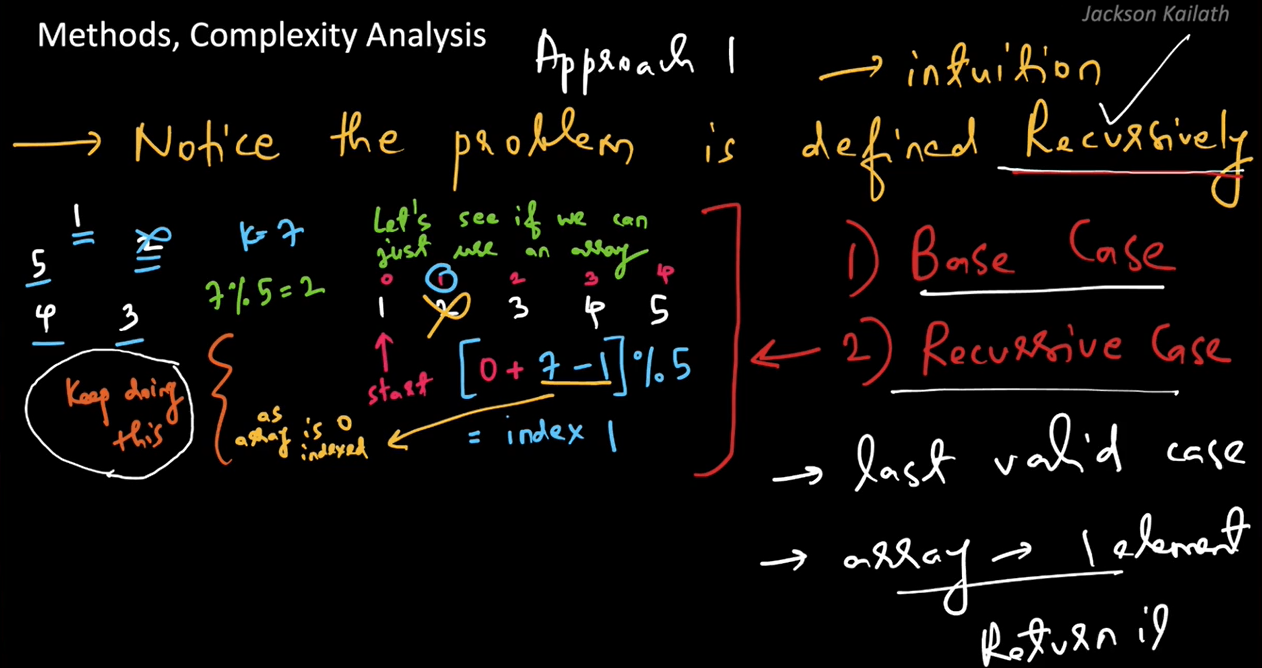 Jackson Kailath
Methods, Complexity Analysis
Approach 1
→ intuition
→ Notice the problem is defined Recursively
1 2
5
4 3
K=7
7%5=2
Let's see if we can
just use an array
0 1 2 3 4
1 2 3 4 5
start
[0+7-1]%5
= index 1
as
array is 0
indexed
Keep doing
this
1) Base Case
← 2) Recursive Case
→ last valid case
→ array → 1 element
Return it